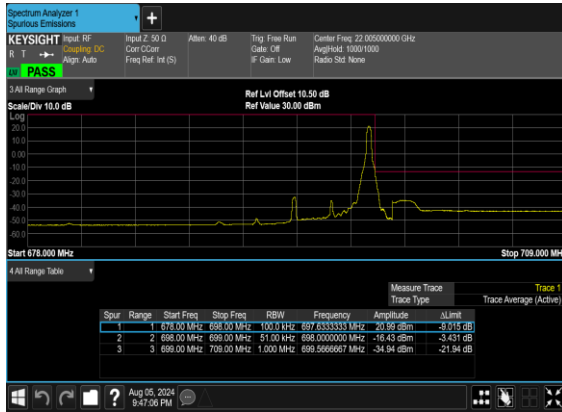 Spectrum Analyzer 1
Spurious Emissions
+
KEYSIGHT Input: RF Input Z: 50 Ω Atten: 40 dB Trig: Free Run Center Freq: 22.005000000 GHz
R T Coupling: DC Corr CCorr Gate: Off Avg|Hold: 1000/1000
Align: Auto Freq Ref: Int (S) IF Gain: Low Radio Std: None
PASS
3 All Range Graph
Ref Lvl Offset 10.50 dB
Scale/Div 10.0 dB Ref Value 30.00 dBm
Log
20.0
10.0
0.00
-10.0
-20.0
-30.0
-40.0
-50.0
-60.0
Start 678.000 MHz Stop 709.000 MH
4 All Range Table
Measure Trace Trace 1
Trace Type Trace Average (Active)
Spur Range Start Freq Stop Freq RBW Frequency Amplitude ΔLimit
1 1 678.00 MHz 698.00 MHz 100.0 kHz 697.6333333 MHz 20.99 dBm -9.015 dB
2 2 698.00 MHz 699.00 MHz 51.00 kHz 698.0000000 MHz -16.43 dBm -3.431 dB
3 3 699.00 MHz 709.00 MHz 1.000 MHz 699.5666667 MHz -34.94 dBm -21.94 dB
? Aug 05, 2024
9:47:06 PM